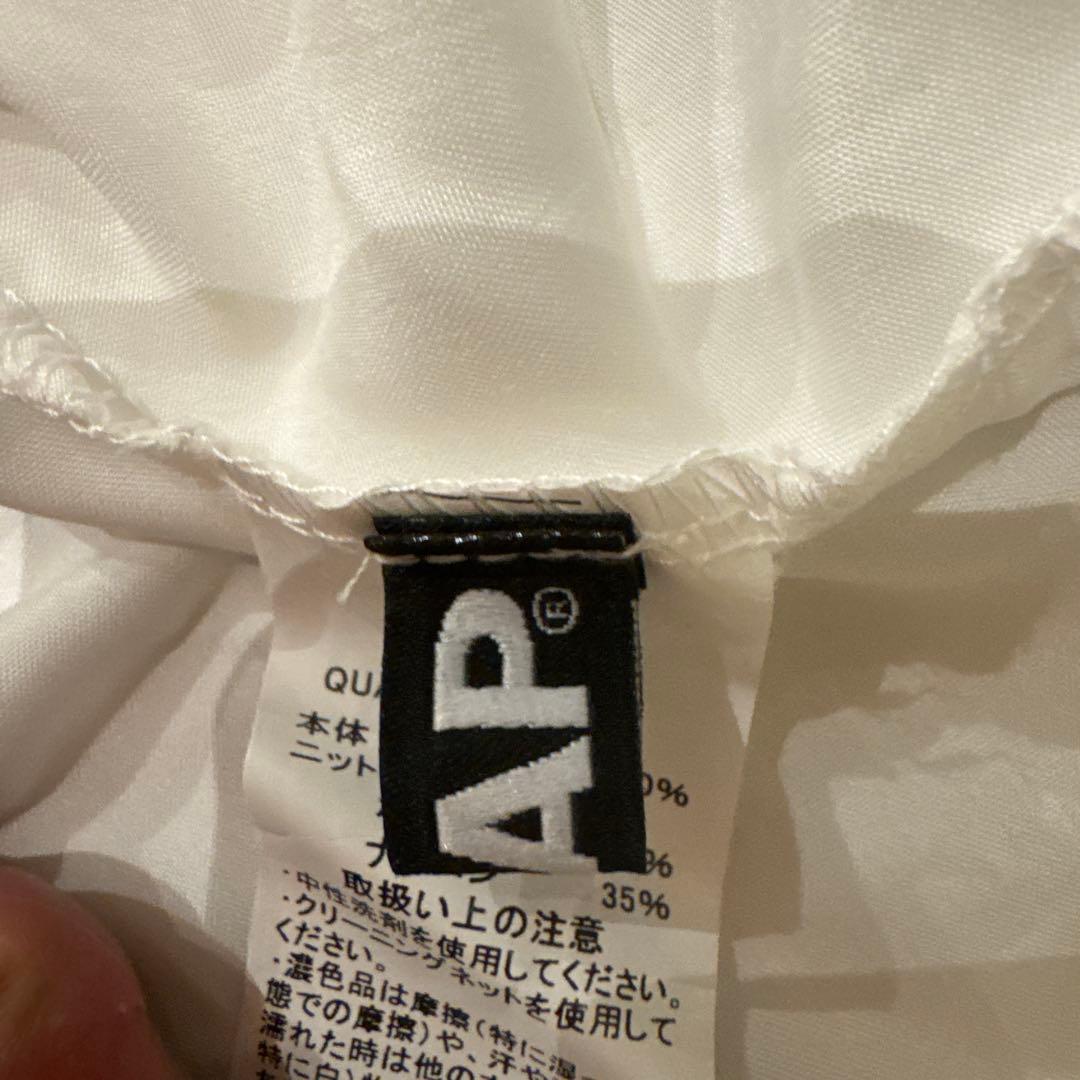 AP®
QUA
本体
ニット
0%
%
35%
取扱い上の注意
・中性洗剤を使用してください。
・クリーニングネットを使用して
ください。
・濃色品は摩擦(特に湿
態での摩擦)や、汗や
濡れた時は他の
特に白